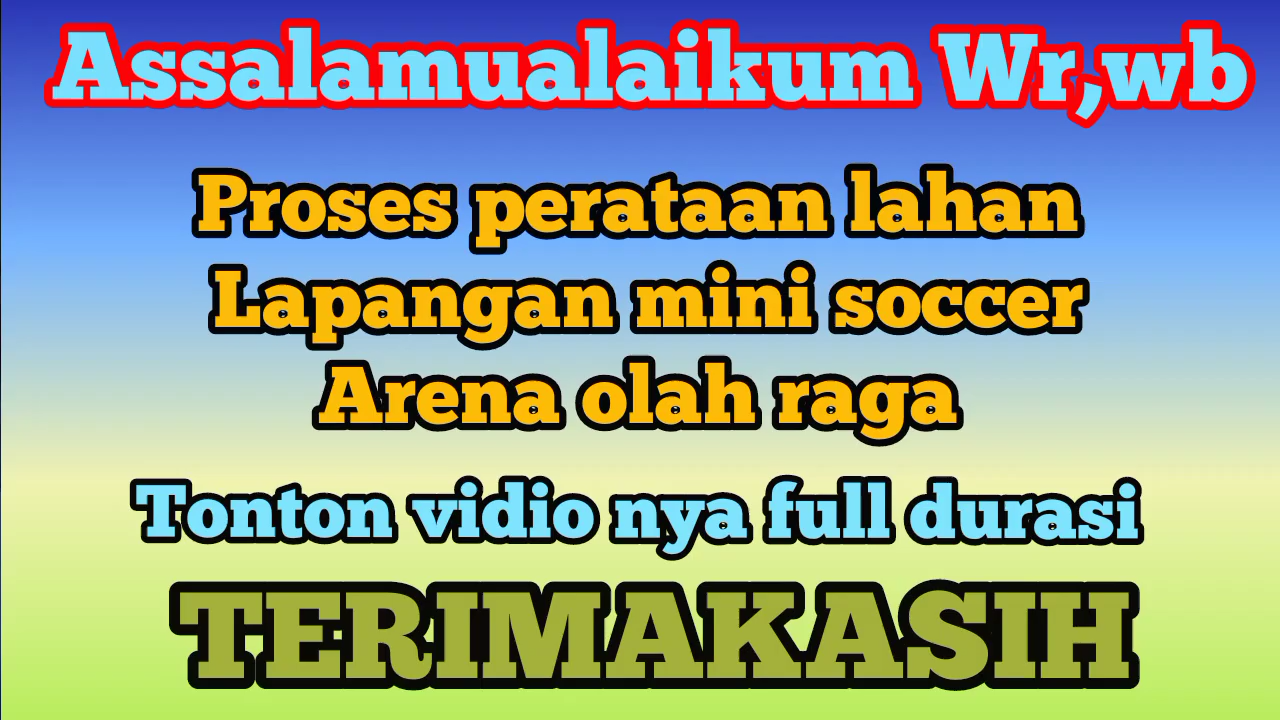 Assalamualaikum Wr,wb
Proses perataan lahan
Lapangan mini soccer
Arena olah raga
Tonton vidio nya full durasi
TERIMAKASIH